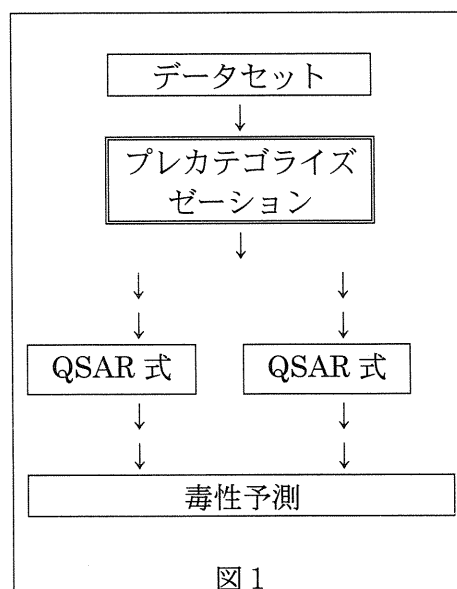 データセット
↓
プレカテゴライズ
ゼーション
↓
↓ ↓
↓ ↓
QSAR 式 QSAR 式
↓ ↓
↓ ↓
毒性予測
図1